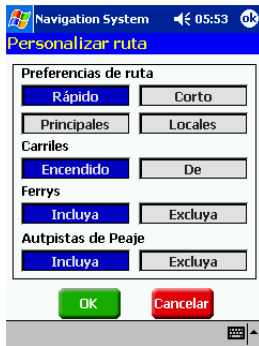 Navigation System 05:53 ok
Personalizar ruta
Preferencias de ruta
Rápido Corto
Principales Locales
Carriles
Encendido De
Ferrys
Incluya Excluya
Autpistas de Peaje
Incluya Excluya
OK Cancelar